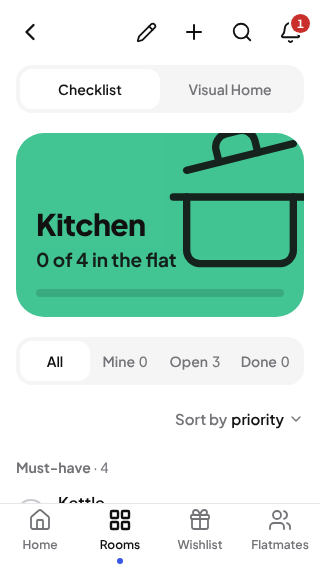 1
Checklist
Visual Home
Kitchen
0 of 4 in the flat
All
Mine 0
Open 3
Done 0
Sort by priority
Must-have · 4
Kettle
Home
Rooms
Wishlist
Flatmates